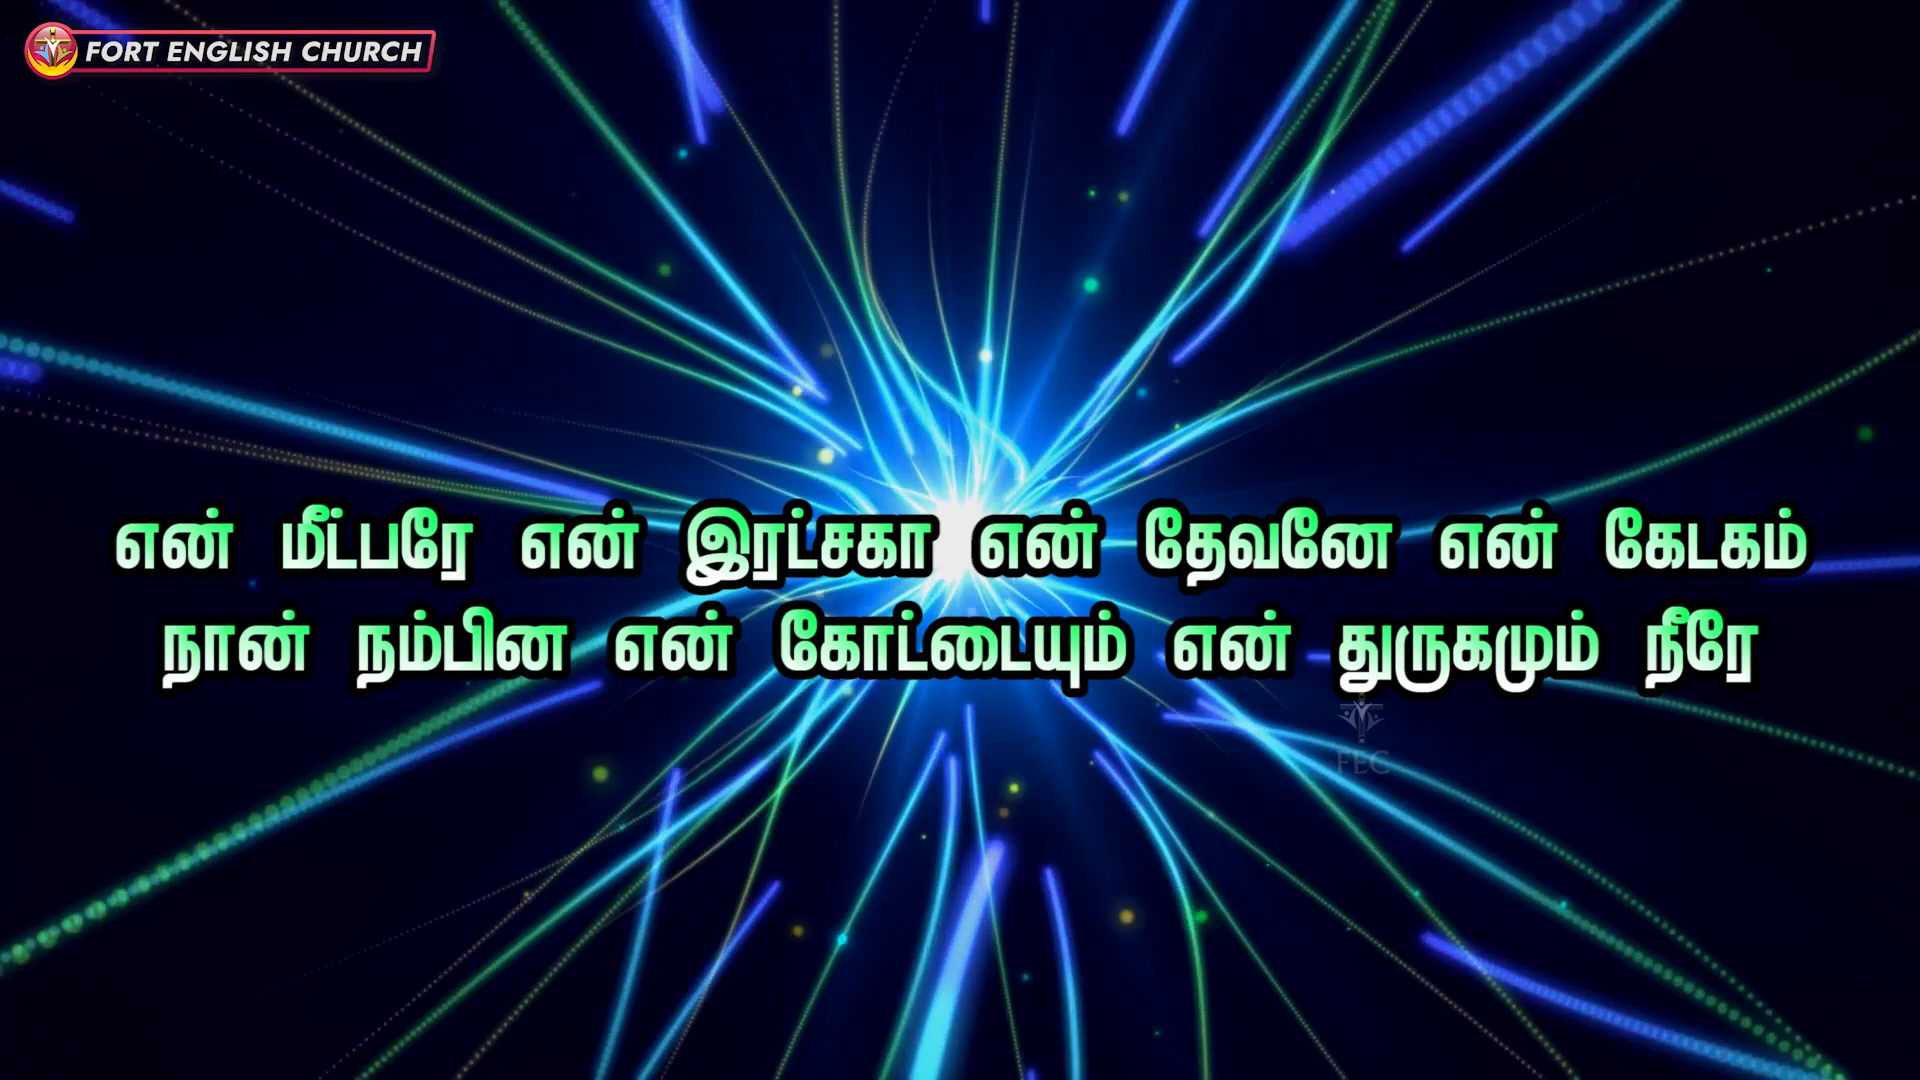 FORT ENGLISH CHURCH
என் மீட்பரே என் இரட்சகா என் தேவனே என் கேடகம்
நான் நம்பின என் கோட்டையும் என் துருகமும் நீரே
FEC